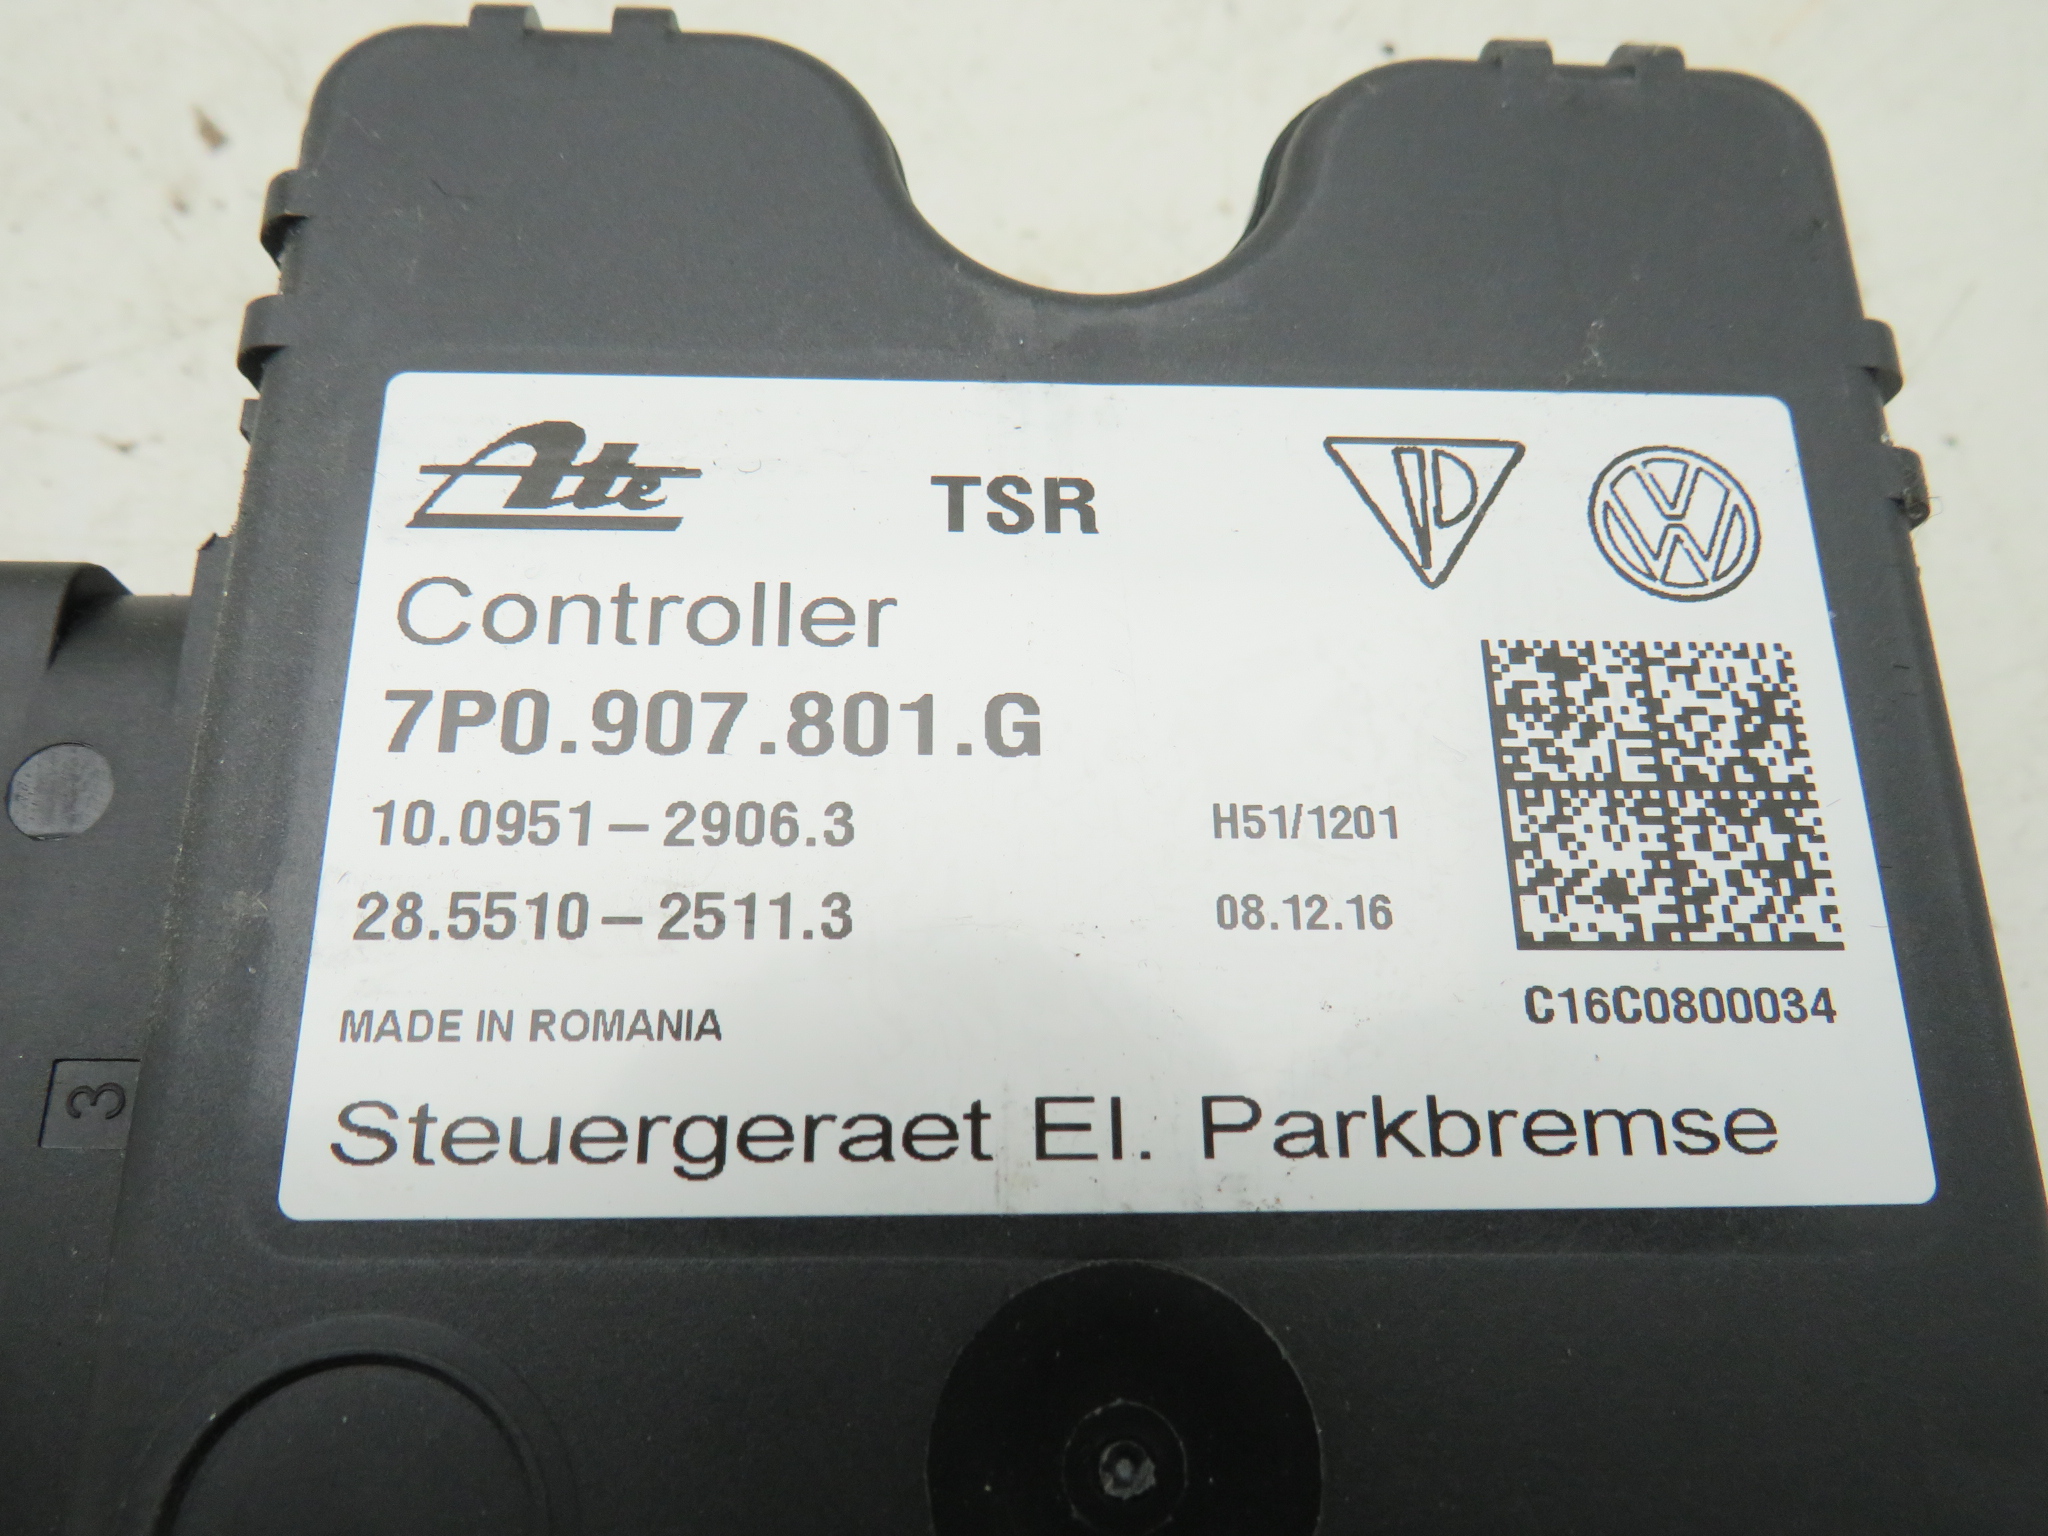 Ate TSR
Controller
7P0.907.801.G
10.0951-2906.3 H51/1201
28.5510-2511.3 08.12.16
C16C0800034
MADE IN ROMANIA
Steuergeraet El. Parkbremse
3